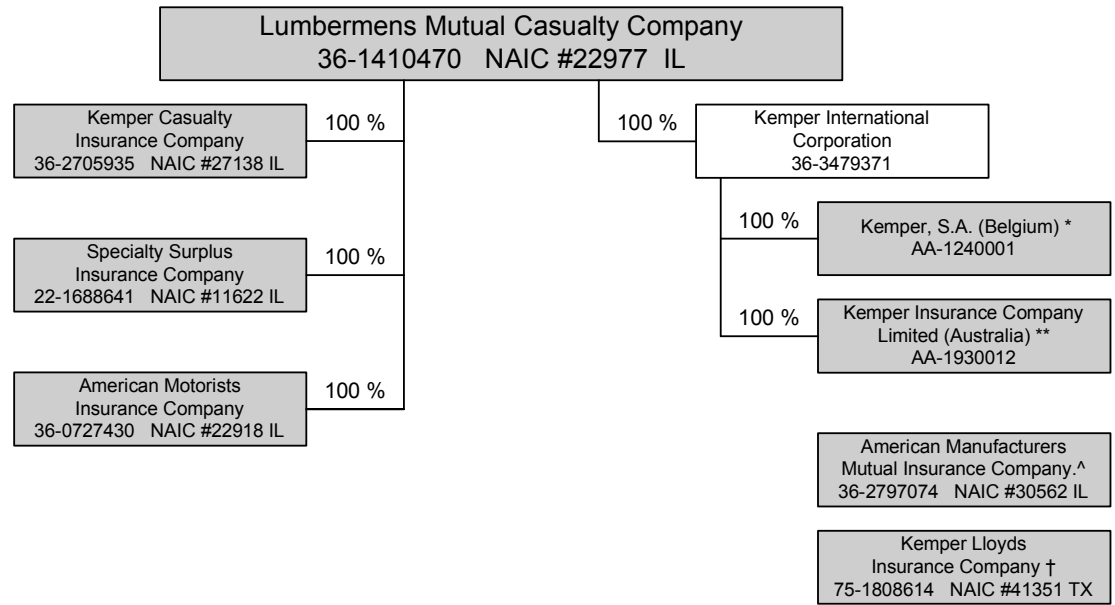 Lumbermens Mutual Casualty Company
36-1410470 NAIC #22977 IL
Kemper Casualty
Insurance Company
36-2705935 NAIC #27138 IL
100 %
Specialty Surplus
Insurance Company
22-1688641 NAIC #11622 IL
100 %
American Motorists
Insurance Company
36-0727430 NAIC #22918 IL
100 %
100 %
Kemper International
Corporation
36-3479371
100 %
Kemper, S.A. (Belgium) *
AA-1240001
100 %
Kemper Insurance Company
Limited (Australia) **
AA-1930012
American Manufacturers
Mutual Insurance Company.^
36-2797074 NAIC #30562 IL
Kemper Lloyds
Insurance Company †
75-1808614 NAIC #41351 TX